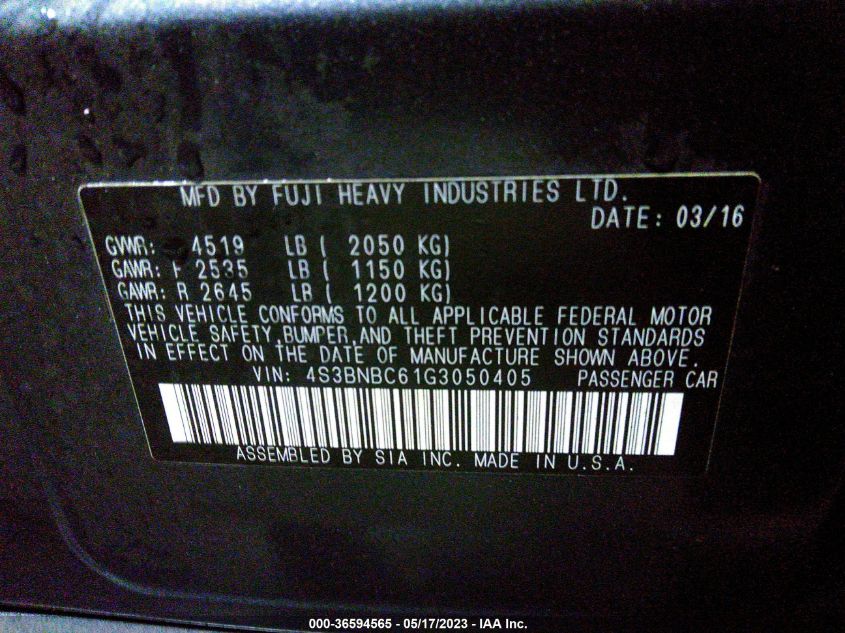 MFD BY FUJI HEAVY INDUSTRIES LTD.
DATE: 03/16
GVWR: 4519 LB ( 2050 KG)
GAWR: F 2535 LB ( 1150 KG)
GAWR: R 2645 LB ( 1200 KG)
THIS VEHICLE CONFORMS TO ALL APPLICABLE FEDERAL MOTOR
VEHICLE SAFETY,BUMPER,AND THEFT PREVENTION STANDARDS
IN EFFECT ON THE DATE OF MANUFACTURE SHOWN ABOVE.
VIN: 4S3BNBC61G3050405 PASSENGER CAR
ASSEMBLED BY SIA INC. MADE IN U.S.A.
000-36594565 - 05/17/2023 - IAA Inc.